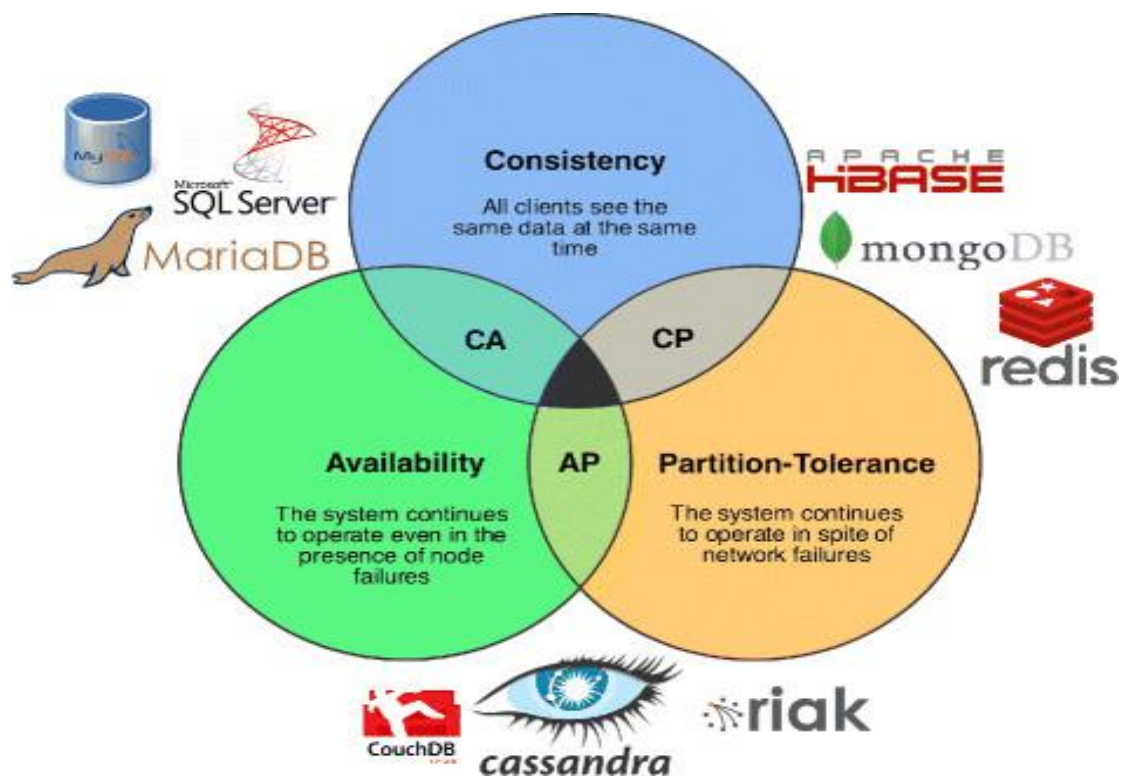 MySQL
Microsoft
SQL Server
MariaDB
Consistency
All clients see the
same data at the same
time
APACHE
HBASE
mongoDB
redis
CA
CP
AP
Availability
The system continues
to operate even in the
presence of node
failures
Partition-Tolerance
The system continues
to operate in spite of
network failures
CouchDB
cassandra
riak